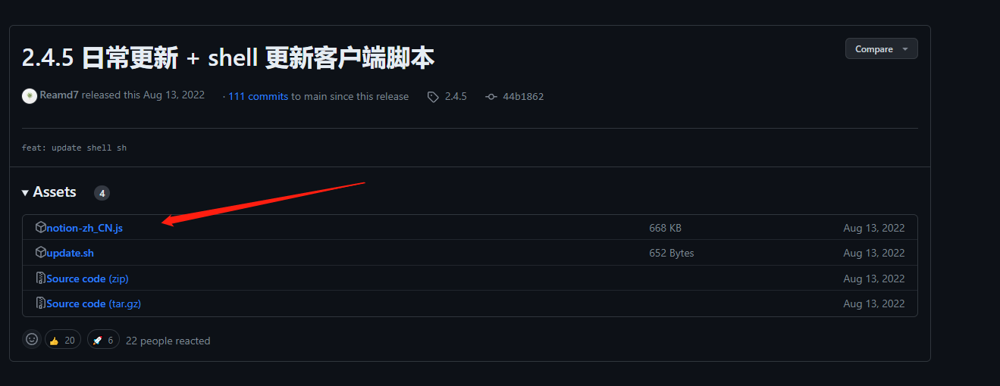 2.4.5 日常更新 + shell 更新客户端脚本
Compare
Reamd7 released this Aug 13, 2022 · 111 commits to main since this release 2.4.5 44b1862
feat: update shell sh
Assets 4
notion-zh_CN.js 668 KB Aug 13, 2022
update.sh 652 Bytes Aug 13, 2022
Source code (zip) Aug 13, 2022
Source code (tar.gz) Aug 13, 2022
👍 20 🚀 6 22 people reacted